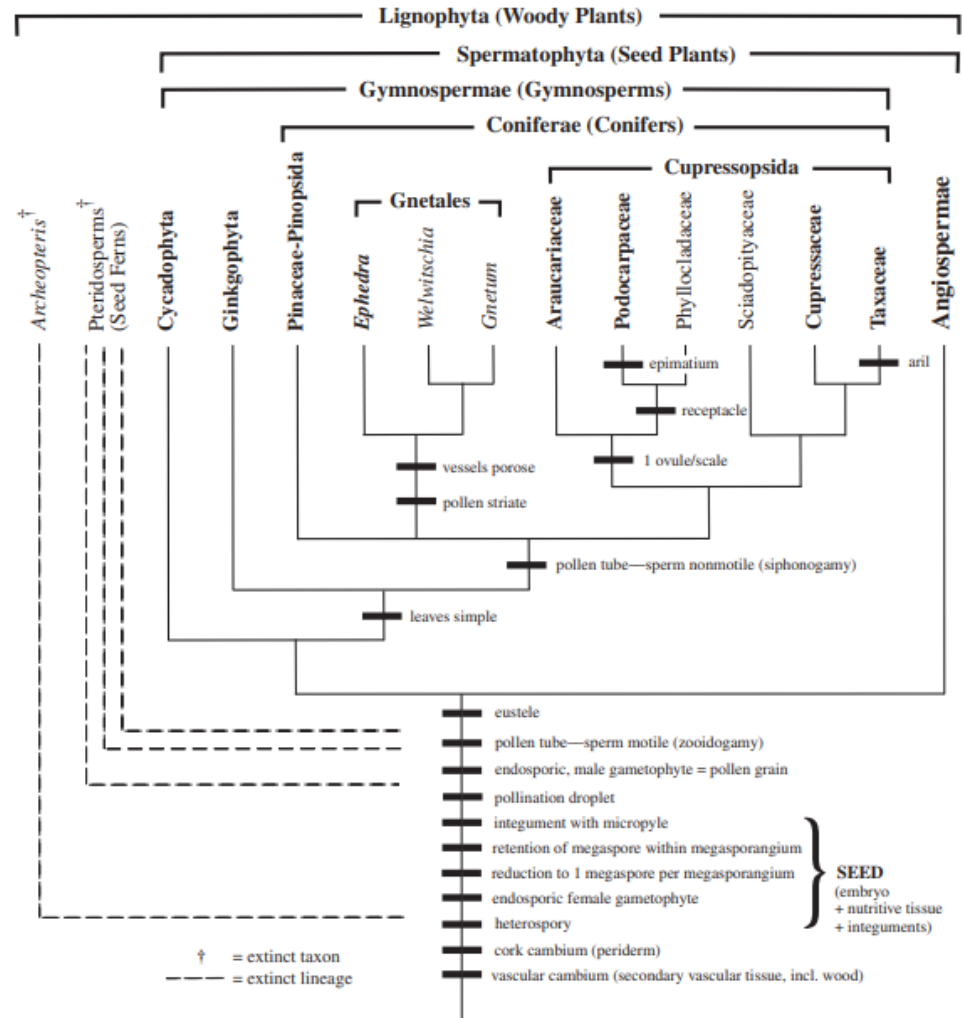 Lignophyta (Woody Plants)
Spermatophyta (Seed Plants)
Gymnospermae (Gymnosperms)
Coniferae (Conifers)
Cupressopsida
Gnetales
Archeopteris†
Pteridosperms†
(Seed Ferns)
Cycadophyta
Ginkgophyta
Pinaceae-Pinopsida
Ephedra
Welwitschia
Gnetum
Araucariaceae
Podocarpaceae
Phyllocladaceae
Sciadopityaceae
Cupressaceae
Taxaceae
Angiospermae
epimatium
aril
receptacle
1 ovule/scale
vessels porose
pollen striate
pollen tube—sperm nonmotile (siphonogamy)
leaves simple
eustele
pollen tube—sperm motile (zooidogamy)
endosporic, male gametophyte = pollen grain
pollination droplet
integument with micropyle
retention of megaspore within megasporangium
reduction to 1 megaspore per megasporangium
endosporic female gametophyte
heterospory
SEED
(embryo
+ nutritive tissue
+ integuments)
cork cambium (periderm)
vascular cambium (secondary vascular tissue, incl. wood)
† = extinct taxon
= extinct lineage